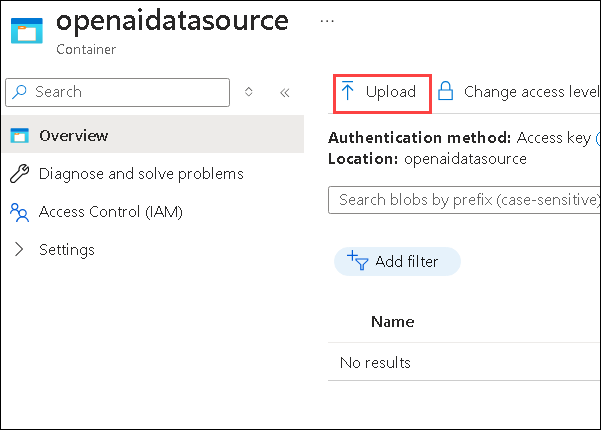 openaidatasource
...
Container
Search
Upload
Change access level
Overview
Authentication method: Access key (
Diagnose and solve problems
Location: openaidatasource
Access Control (IAM)
Search blobs by prefix (case-sensitive)
Settings
Add filter
Name
No results